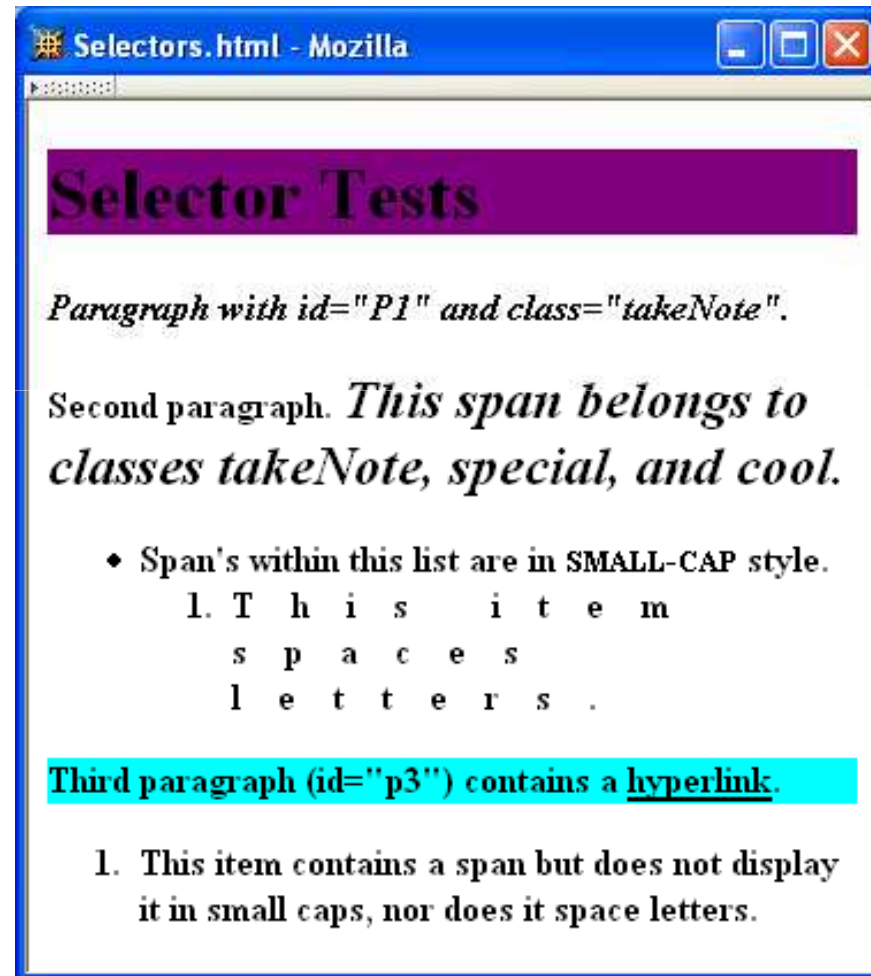 Selectors.html - Mozilla
Selector Tests
Paragraph with id="P1" and class="takeNote".
Second paragraph. This span belongs to
classes takeNote, special, and cool.
• Span's within this list are in SMALL-CAP style.
1. T h i s i t e m
s p a c e s
l e t t e r s .
Third paragraph (id="p3") contains a hyperlink.
1. This item contains a span but does not display
it in small caps, nor does it space letters.